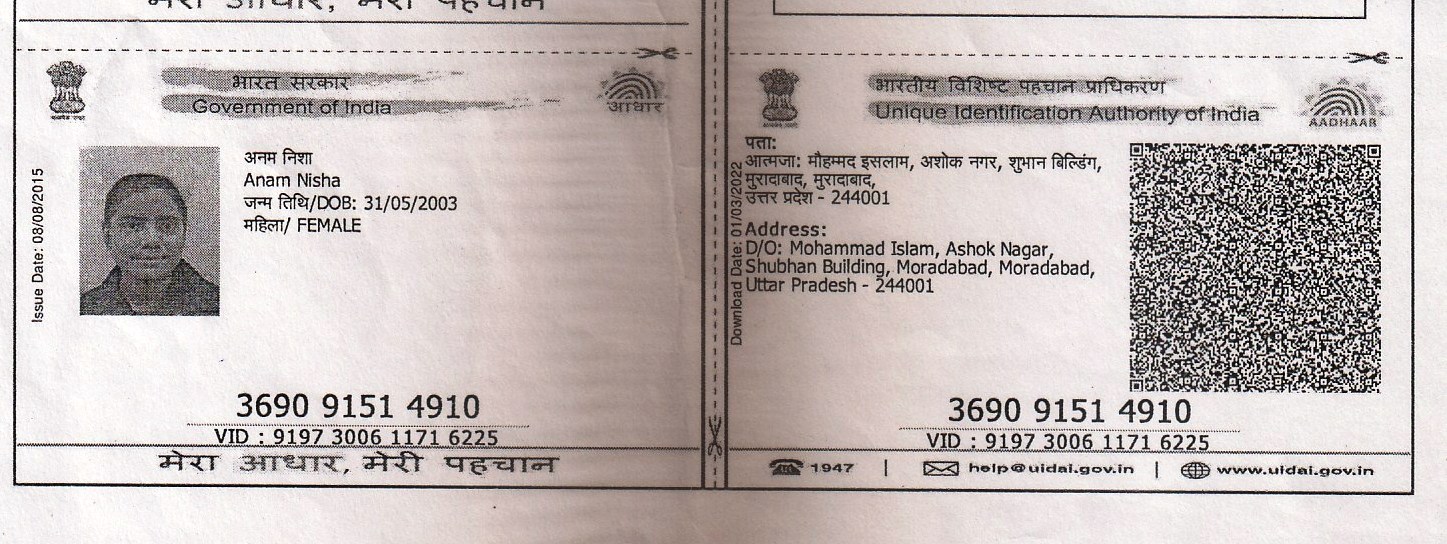 मेरा आधार, मेरी पहचान
भारत सरकार
Government of India
आधार
Issue Date: 08/08/2015
अनम निशा
Anam Nisha
जन्म तिथि/DOB: 31/05/2003
महिला/ FEMALE
3690 9151 4910
VID : 9197 3006 1171 6225
मेरा आधार, मेरी पहचान
भारतीय विशिष्ट पहचान प्राधिकरण
Unique Identification Authority of India
AADHAAR
Download Date: 01/03/2022
पता:
आत्मजा: मौहम्मद इसलाम, अशोक नगर, शुभान बिल्डिंग,
मुरादाबाद, मुरादाबाद,
उत्तर प्रदेश - 244001
Address:
D/O: Mohammad Islam, Ashok Nagar,
Shubhan Building, Moradabad, Moradabad,
Uttar Pradesh - 244001
3690 9151 4910
VID : 9197 3006 1171 6225
1947 | help@uidai.gov.in | www.uidai.gov.in